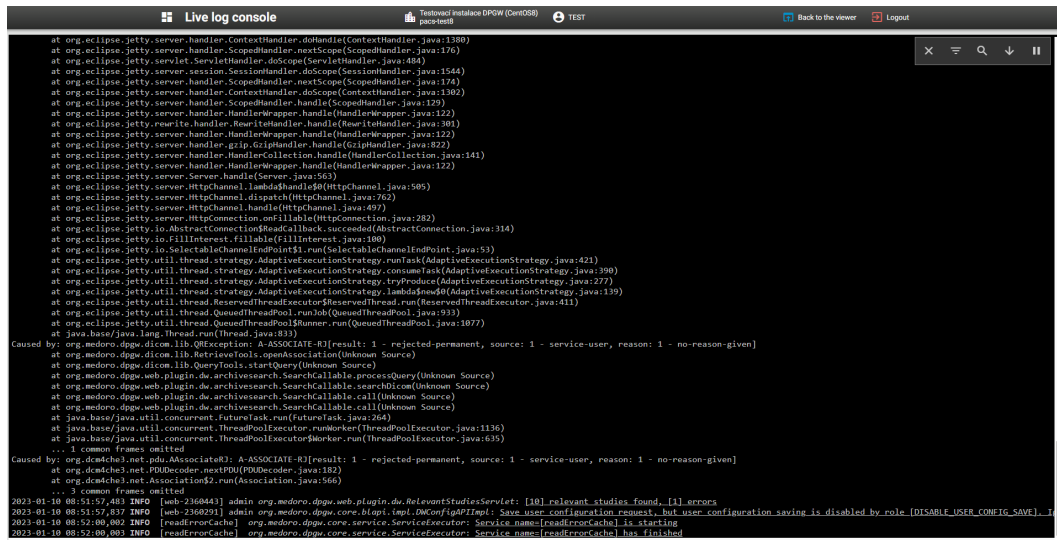 Live log console
Testovací instalace DPGW (CentOS8)
pacs-test8
TEST
Back to the viewer
Logout
at org.eclipse.jetty.server.handler.ContextHandler.doHandle(ContextHandler.java:1380)
at org.eclipse.jetty.server.handler.ScopedHandler.nextScope(ScopedHandler.java:176)
at org.eclipse.jetty.servlet.ServletHandler.doScope(ServletHandler.java:484)
at org.eclipse.jetty.server.session.SessionHandler.doScope(SessionHandler.java:1544)
at org.eclipse.jetty.server.handler.ScopedHandler.nextScope(ScopedHandler.java:174)
at org.eclipse.jetty.server.handler.ContextHandler.doScope(ContextHandler.java:1302)
at org.eclipse.jetty.server.handler.ScopedHandler.handle(ScopedHandler.java:129)
at org.eclipse.jetty.server.handler.HandlerWrapper.handle(HandlerWrapper.java:122)
at org.eclipse.jetty.rewrite.handler.RewriteHandler.handle(RewriteHandler.java:301)
at org.eclipse.jetty.server.handler.HandlerWrapper.handle(HandlerWrapper.java:122)
at org.eclipse.jetty.server.handler.gzip.GzipHandler.handle(GzipHandler.java:822)
at org.eclipse.jetty.server.handler.HandlerCollection.handle(HandlerCollection.java:141)
at org.eclipse.jetty.server.handler.HandlerWrapper.handle(HandlerWrapper.java:122)
at org.eclipse.jetty.server.Server.handle(Server.java:563)
at org.eclipse.jetty.server.HttpChannel.lambda$handle$0(HttpChannel.java:505)
at org.eclipse.jetty.server.HttpChannel.dispatch(HttpChannel.java:762)
at org.eclipse.jetty.server.HttpChannel.handle(HttpChannel.java:497)
at org.eclipse.jetty.server.HttpConnection.onFillable(HttpConnection.java:282)
at org.eclipse.jetty.io.AbstractConnection$ReadCallback.succeeded(AbstractConnection.java:314)
at org.eclipse.jetty.io.FillInterest.fillable(FillInterest.java:100)
at org.eclipse.jetty.io.SelectableChannelEndPoint$1.run(SelectableChannelEndPoint.java:53)
at org.eclipse.jetty.util.thread.strategy.AdaptiveExecutionStrategy.runTask(AdaptiveExecutionStrategy.java:421)
at org.eclipse.jetty.util.thread.strategy.AdaptiveExecutionStrategy.consumeTask(AdaptiveExecutionStrategy.java:390)
at org.eclipse.jetty.util.thread.strategy.AdaptiveExecutionStrategy.tryProduce(AdaptiveExecutionStrategy.java:277)
at org.eclipse.jetty.util.thread.strategy.AdaptiveExecutionStrategy.lambda$new$0(AdaptiveExecutionStrategy.java:139)
at org.eclipse.jetty.util.thread.ReservedThreadExecutor$ReservedThread.run(ReservedThreadExecutor.java:411)
at org.eclipse.jetty.util.thread.QueuedThreadPool.runJob(QueuedThreadPool.java:933)
at org.eclipse.jetty.util.thread.QueuedThreadPool$Runner.run(QueuedThreadPool.java:1077)
at java.base/java.lang.Thread.run(Thread.java:833)
Caused by: org.medoro.dpgw.dicom.lib.QRException: A-ASSOCIATE-RJ[result: 1 - rejected-permanent, source: 1 - service-user, reason: 1 - no-reason-given]
at org.medoro.dpgw.dicom.lib.RetrieveTools.openAssociation(Unknown Source)
at org.medoro.dpgw.dicom.lib.QueryTools.startQuery(Unknown Source)
at org.medoro.dpgw.web.plugin.dw.archivesearch.SearchCallable.processQuery(Unknown Source)
at org.medoro.dpgw.web.plugin.dw.archivesearch.SearchCallable.searchDicom(Unknown Source)
at org.medoro.dpgw.web.plugin.dw.archivesearch.SearchCallable.call(Unknown Source)
at org.medoro.dpgw.web.plugin.dw.archivesearch.SearchCallable.call(Unknown Source)
at java.base/java.util.concurrent.FutureTask.run(FutureTask.java:264)
at java.base/java.util.concurrent.ThreadPoolExecutor.runWorker(ThreadPoolExecutor.java:1136)
at java.base/java.util.concurrent.ThreadPoolExecutor$Worker.run(ThreadPoolExecutor.java:635)
... 1 common frames omitted
Caused by: org.dcm4che3.net.pdu.AAssociateRJ: A-ASSOCIATE-RJ[result: 1 - rejected-permanent, source: 1 - service-user, reason: 1 - no-reason-given]
at org.dcm4che3.net.PDUDecoder.nextPDU(PDUDecoder.java:182)
at org.dcm4che3.net.Association$2.run(Association.java:566)
... 3 common frames omitted
2023-01-10 08:51:57,483 INFO [web-2360443] admin org.medoro.dpgw.web.plugin.dw.RelevantStudiesServlet: [10] relevant studies found, [1] errors
2023-01-10 08:51:57,837 INFO [web-2360291] admin org.medoro.dpgw.core.blapi.impl.DWConfigAPIImpl: Save user configuration request, but user configuration saving is disabled by role [DISABLE_USER_CONFIG_SAVE].
2023-01-10 08:52:00,002 INFO [readErrorCache] org.medoro.dpgw.core.service.ServiceExecutor: Service name=[readErrorCache] is starting
2023-01-10 08:52:00,003 INFO [readErrorCache] org.medoro.dpgw.core.service.ServiceExecutor: Service name=[readErrorCache] has finished